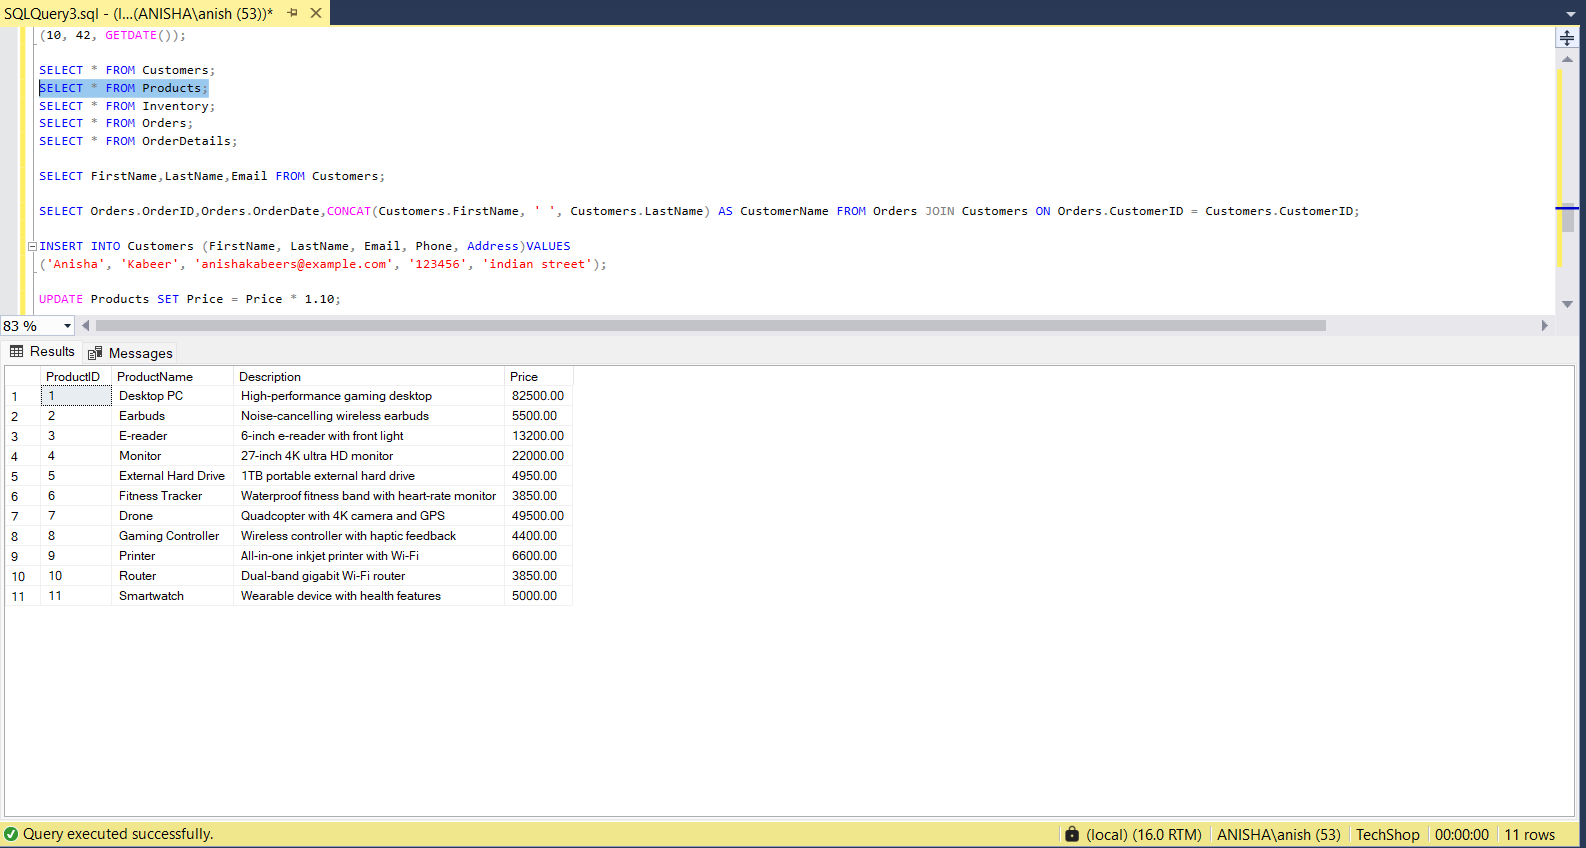 SQLQuery3.sql - (l...(ANISHA\anish (53))*
(10, 42, GETDATE());
SELECT * FROM Customers;
SELECT * FROM Products;
SELECT * FROM Inventory;
SELECT * FROM Orders;
SELECT * FROM OrderDetails;
SELECT FirstName,LastName,Email FROM Customers;
SELECT Orders.OrderID,Orders.OrderDate,CONCAT(Customers.FirstName, ' ', Customers.LastName) AS CustomerName FROM Orders JOIN Customers ON Orders.CustomerID = Customers.CustomerID;
INSERT INTO Customers (FirstName, LastName, Email, Phone, Address)VALUES
('Anisha', 'Kabeer', 'anishakabeers@example.com', '123456', 'indian street');
UPDATE Products SET Price = Price * 1.10;
83 %
Results Messages
ProductID ProductName Description Price
1 1 Desktop PC High-performance gaming desktop 82500.00
2 2 Earbuds Noise-cancelling wireless earbuds 5500.00
3 3 E-reader 6-inch e-reader with front light 13200.00
4 4 Monitor 27-inch 4K ultra HD monitor 22000.00
5 5 External Hard Drive 1TB portable external hard drive 4950.00
6 6 Fitness Tracker Waterproof fitness band with heart-rate monitor 3850.00
7 7 Drone Quadcopter with 4K camera and GPS 49500.00
8 8 Gaming Controller Wireless controller with haptic feedback 4400.00
9 9 Printer All-in-one inkjet printer with Wi-Fi 6600.00
10 10 Router Dual-band gigabit Wi-Fi router 3850.00
11 11 Smartwatch Wearable device with health features 5000.00
Query executed successfully. (local) (16.0 RTM) ANISHA\anish (53) TechShop 00:00:00 11 rows